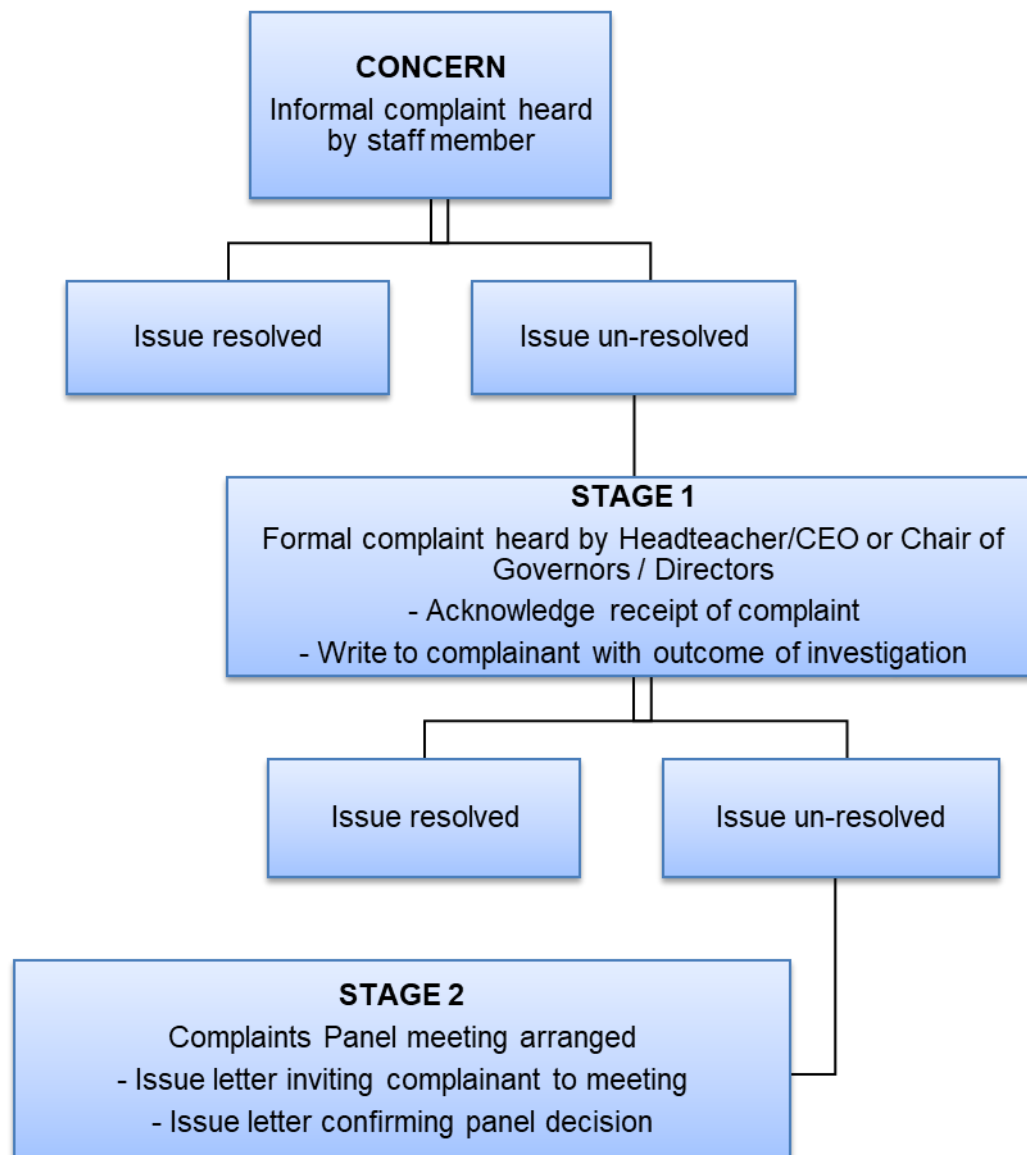 CONCERN
Informal complaint heard
by staff member
Issue resolved
Issue un-resolved
STAGE 1
Formal complaint heard by Headteacher/CEO or Chair of
Governors / Directors
- Acknowledge receipt of complaint
- Write to complainant with outcome of investigation
Issue resolved
Issue un-resolved
STAGE 2
Complaints Panel meeting arranged
- Issue letter inviting complainant to meeting
- Issue letter confirming panel decision